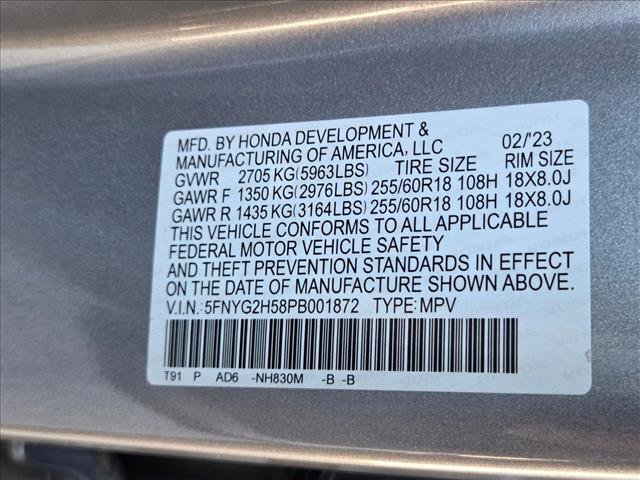 MFD. BY HONDA DEVELOPMENT & 02/'23
MANUFACTURING OF AMERICA, LLC
GVWR 2705 KG(5963LBS) TIRE SIZE RIM SIZE
GAWR F 1350 KG(2976LBS) 255/60R18 108H 18X8.0J
GAWR R 1435 KG(3164LBS) 255/60R18 108H 18X8.0J
THIS VEHICLE CONFORMS TO ALL APPLICABLE
FEDERAL MOTOR VEHICLE SAFETY
AND THEFT PREVENTION STANDARDS IN EFFECT
ON THE DATE OF MANUFACTURE SHOWN ABOVE.
V.I.N.:5FNYG2H58PB001872 TYPE:MPV
T91 P AD6 -NH830M -B -B